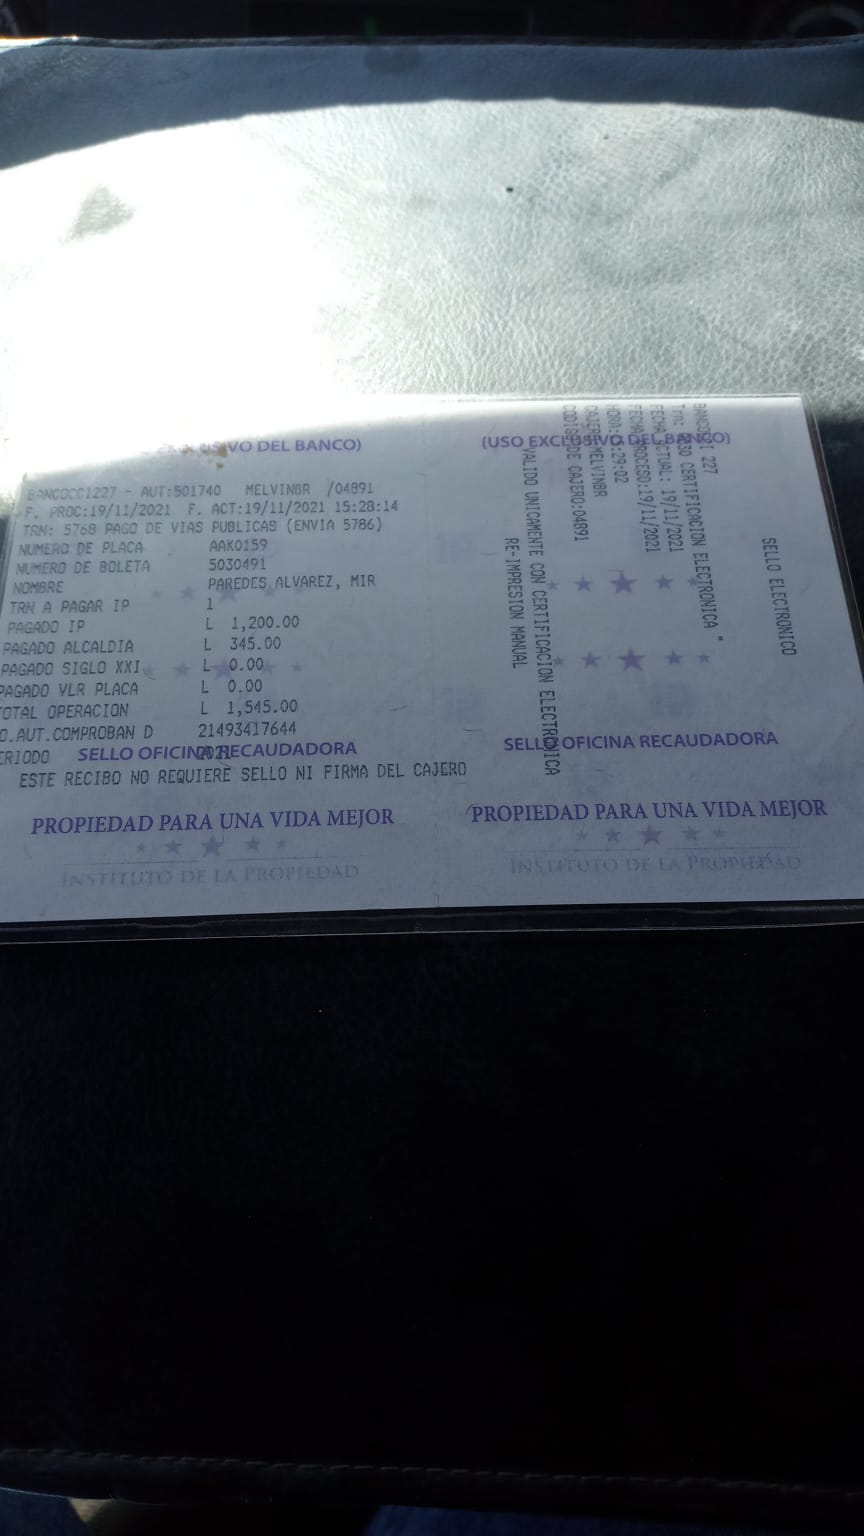 SIVO DEL BANCO)
BANCOCCI227 - AUT:501740 MELVINBR /04891
F. PROC:19/11/2021 F. ACT:19/11/2021 15:28:14
TRN: 5768 PAGO DE VIAS PUBLICAS (ENVIA 5786)
NUMERO DE PLACA AAK0159
NUMERO DE BOLETA 5030491
NOMBRE PAREDES ALVAREZ, MIR
TRN A PAGAR IP 1
PAGADO IP L 1,200.00
PAGADO ALCALDIA L 345.00
PAGADO SIGLO XXI L 0.00
PAGADO VLR PLACA L 0.00
TOTAL OPERACION L 1,545.00
O.AUT.COMPROBAN D 21493417644
ERIODO 2021
SELLO OFICINA RECAUDADORA
ESTE RECIBO NO REQUIERE SELLO NI FIRMA DEL CAJERO
PROPIEDAD PARA UNA VIDA MEJOR
INSTITUTO DE LA PROPIEDAD
(USO EXCLUSIVO DEL BANCO)
SELLO ELECTRONICO
227
CERTIFICACION ELECTRONICA "
FECHA ACTUAL: 19/11/2021
FECHA PROCESO:19/11/2021
:29:02
CAJERO MELVINBR
CODIGO DE CAJERO:04891
VALIDO UNICAMENTE CON CERTIFICACION ELECTRONICA
RE-IMPRESION MANUAL
SELLO OFICINA RECAUDADORA
PROPIEDAD PARA UNA VIDA MEJOR
INSTITUTO DE LA PROPIEDAD